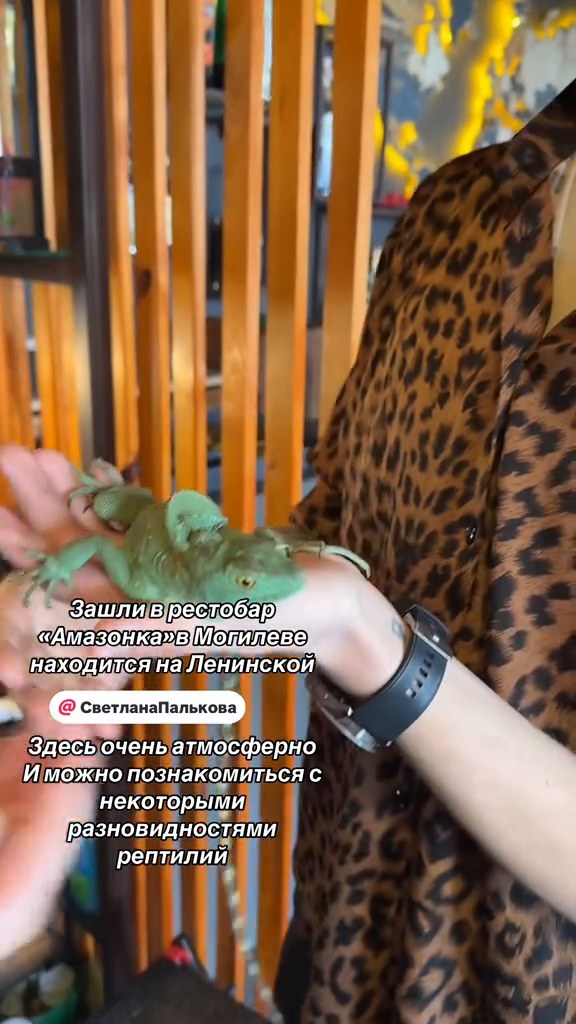 Зашли в рестобар
«Амазонка»в Могилеве
находится на Ленинской
@ СветланаПалькова
Здесь очень атмосферно
И можно познакомиться с
некоторыми
разновидностями
рептилий